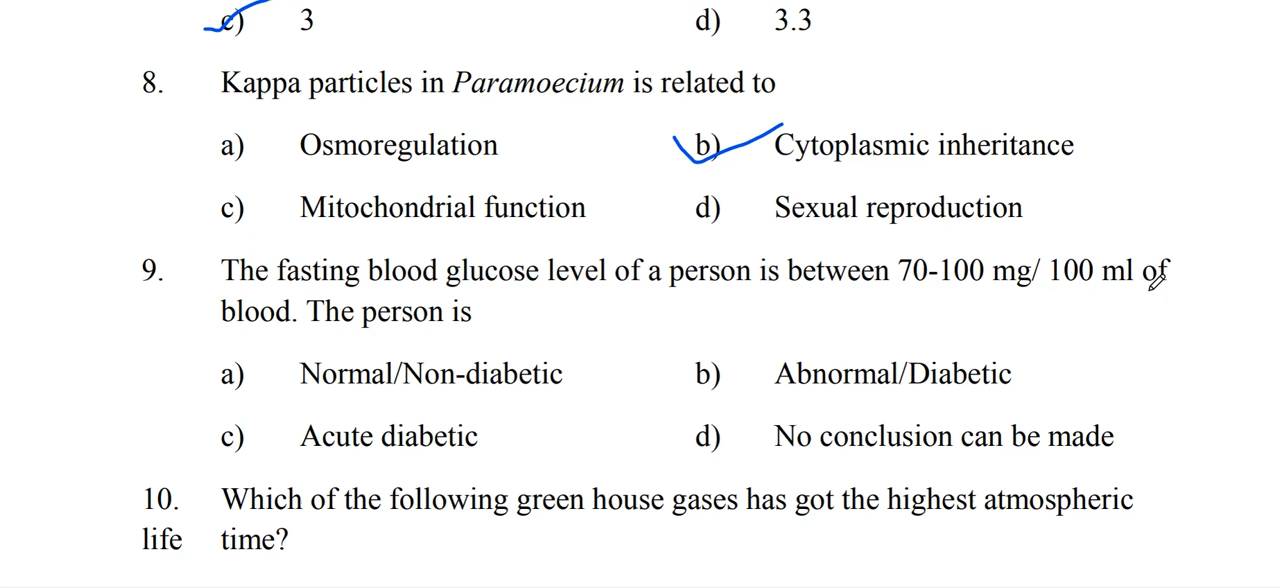 c) 3 d) 3.3
8. Kappa particles in Paramoecium is related to
a) Osmoregulation b) Cytoplasmic inheritance
c) Mitochondrial function d) Sexual reproduction
9. The fasting blood glucose level of a person is between 70-100 mg/ 100 ml of
blood. The person is
a) Normal/Non-diabetic b) Abnormal/Diabetic
c) Acute diabetic d) No conclusion can be made
10. Which of the following green house gases has got the highest atmospheric
life time?